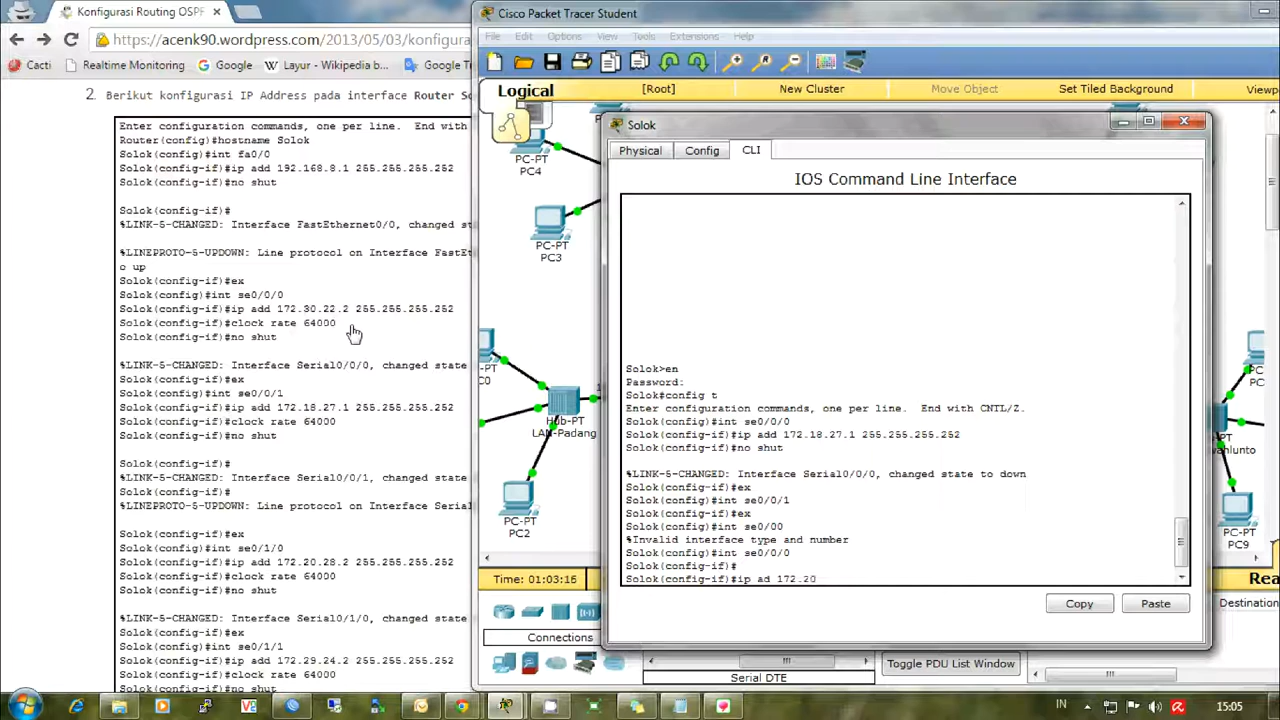 Konfigurasi Routing OSPF
https://acenk90.wordpress.com/2013/05/03/konfigura
Cacti
Realtime Monitoring
Google
Layur - Wikipedia b...
Google Tr
2. Berikut konfigurasi IP Address pada interface Router So
Enter configuration commands, one per line.  End with
Router(config)#hostname Solok
Solok(config)#int fa0/0
Solok(config-if)#ip add 192.168.8.1 255.255.255.252
Solok(config-if)#no shut
Solok(config-if)#
%LINK-5-CHANGED: Interface FastEthernet0/0, changed st
%LINEPROTO-5-UPDOWN: Line protocol on Interface FastEt
o up
Solok(config-if)#ex
Solok(config)#int se0/0/0
Solok(config-if)#ip add 172.30.22.2 255.255.255.252
Solok(config-if)#clock rate 64000
Solok(config-if)#no shut
%LINK-5-CHANGED: Interface Serial0/0/0, changed state
Solok(config-if)#ex
Solok(config)#int se0/0/1
Solok(config-if)#ip add 172.18.27.1 255.255.255.252
Solok(config-if)#clock rate 64000
Solok(config-if)#no shut
Solok(config-if)#
%LINK-5-CHANGED: Interface Serial0/0/1, changed state
Solok(config-if)#
%LINEPROTO-5-UPDOWN: Line protocol on Interface Serial
Solok(config-if)#ex
Solok(config)#int se0/1/0
Solok(config-if)#ip add 172.20.28.2 255.255.255.252
Solok(config-if)#clock rate 64000
Solok(config-if)#no shut
%LINK-5-CHANGED: Interface Serial0/1/0, changed state
Solok(config-if)#ex
Solok(config)#int se0/1/1
Solok(config-if)#ip add 172.29.24.2 255.255.255.252
Solok(config-if)#clock rate 64000
Solok(config-if)#no shut
Cisco Packet Tracer Student
File Edit Options View Tools Extensions Help
Logical
[Root]
New Cluster
Move Object
Set Tiled Background
Viewp
PC-PT
PC4
PC-PT
PC3
C0
Hub-PT
LAN-Padang
PC-PT
PC2
PC-PT
PC9
Solok
Physical
Config
CLI
IOS Command Line Interface
Solok>en
Password:
Solok#config t
Enter configuration commands, one per line.  End with CNTL/Z.
Solok(config)#int se0/0/0
Solok(config-if)#ip add 172.18.27.1 255.255.255.252
Solok(config-if)#no shut
%LINK-5-CHANGED: Interface Serial0/0/0, changed state to down
Solok(config-if)#ex
Solok(config)#int se0/0/1
Solok(config-if)#ex
Solok(config)#int se0/00
%Invalid interface type and number
Solok(config)#int se0/0/0
Solok(config-if)#
Solok(config-if)#ip ad 172.20
Copy
Paste
Time: 01:03:16
Rea
Destination
Connections
Serial DTE
Toggle PDU List Window
IN
15:05